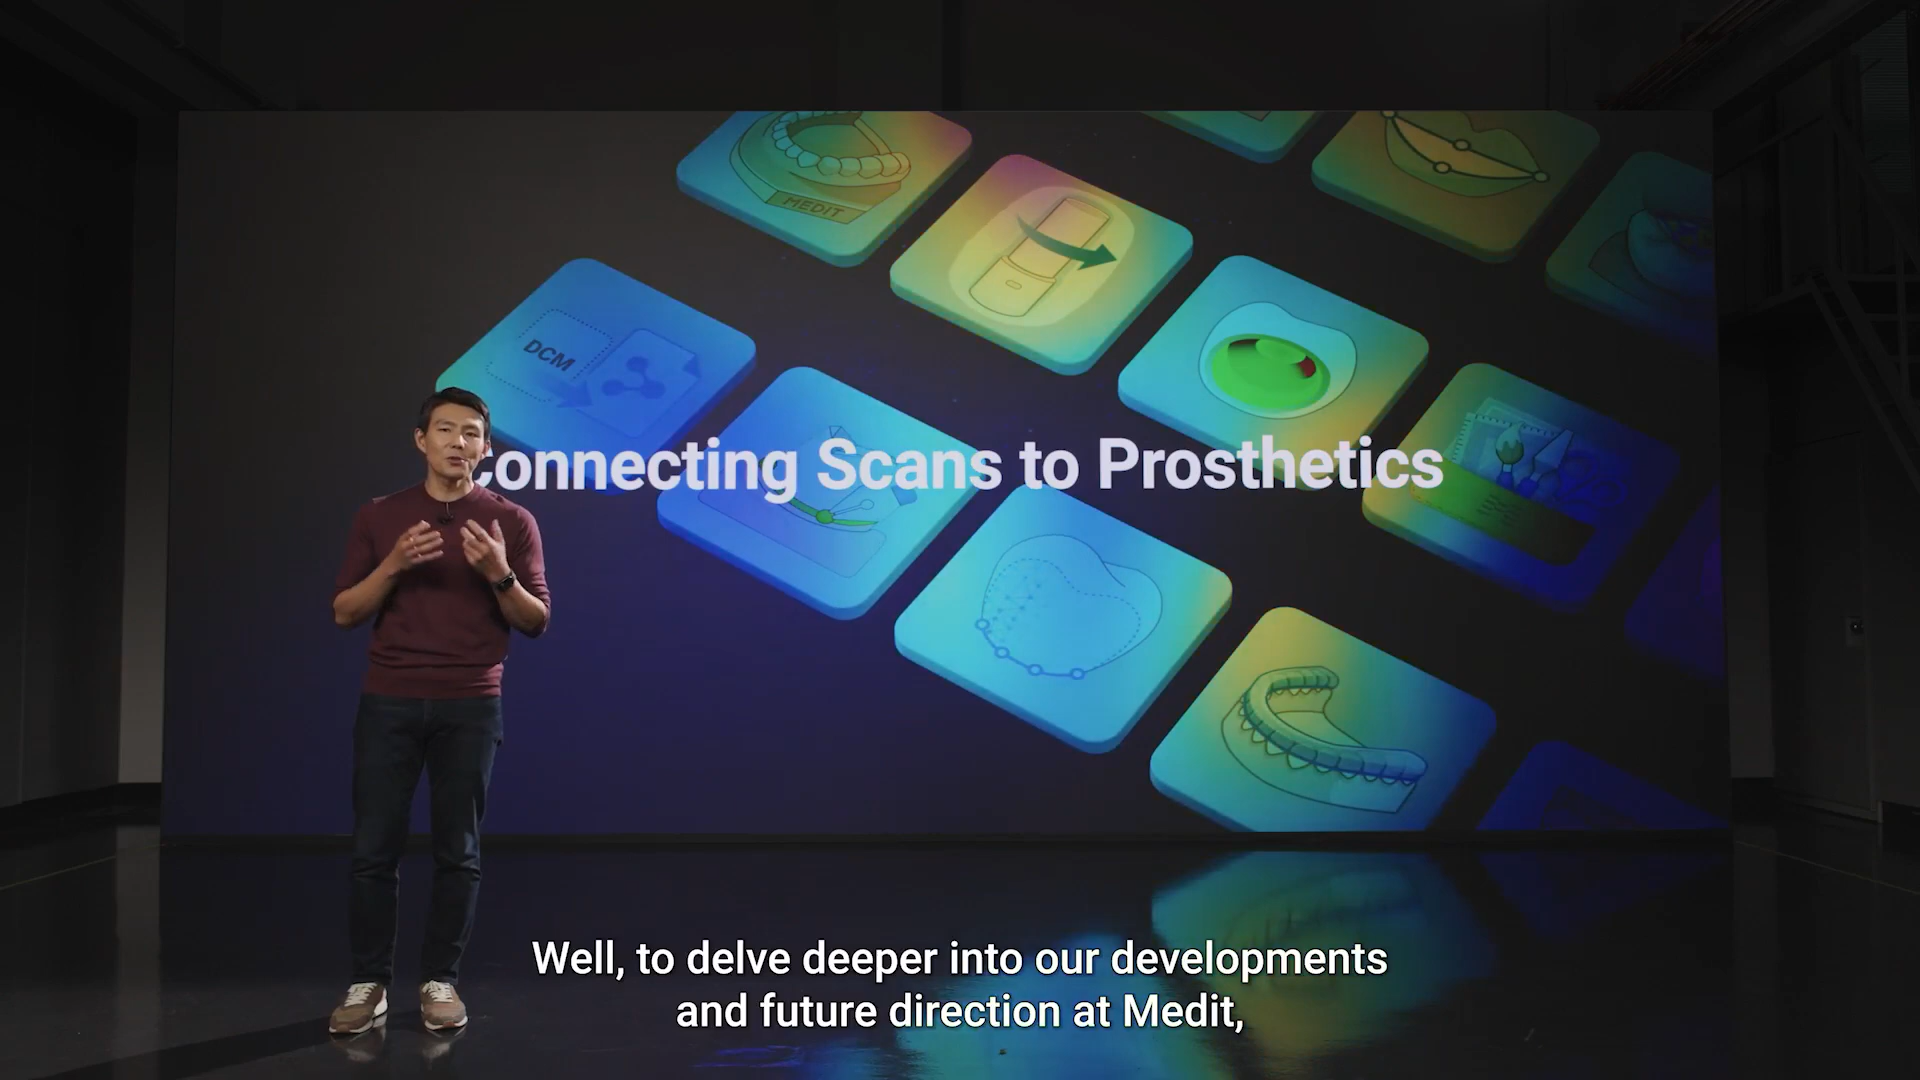 MEDIT
DCM
Connecting Scans to Prosthetics
Well, to delve deeper into our developments
and future direction at Medit,